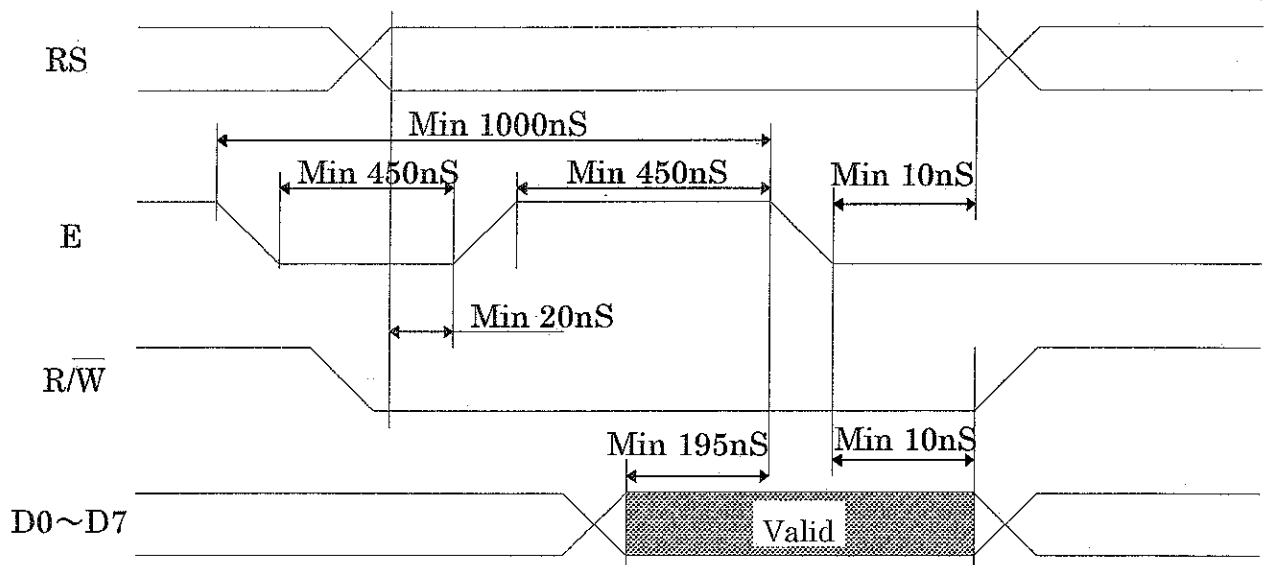 RS
Min 1000nS
Min 450nS Min 450nS Min 10nS
E
Min 20nS
R/W̅
Min 195nS Min 10nS
D0～D7
Valid